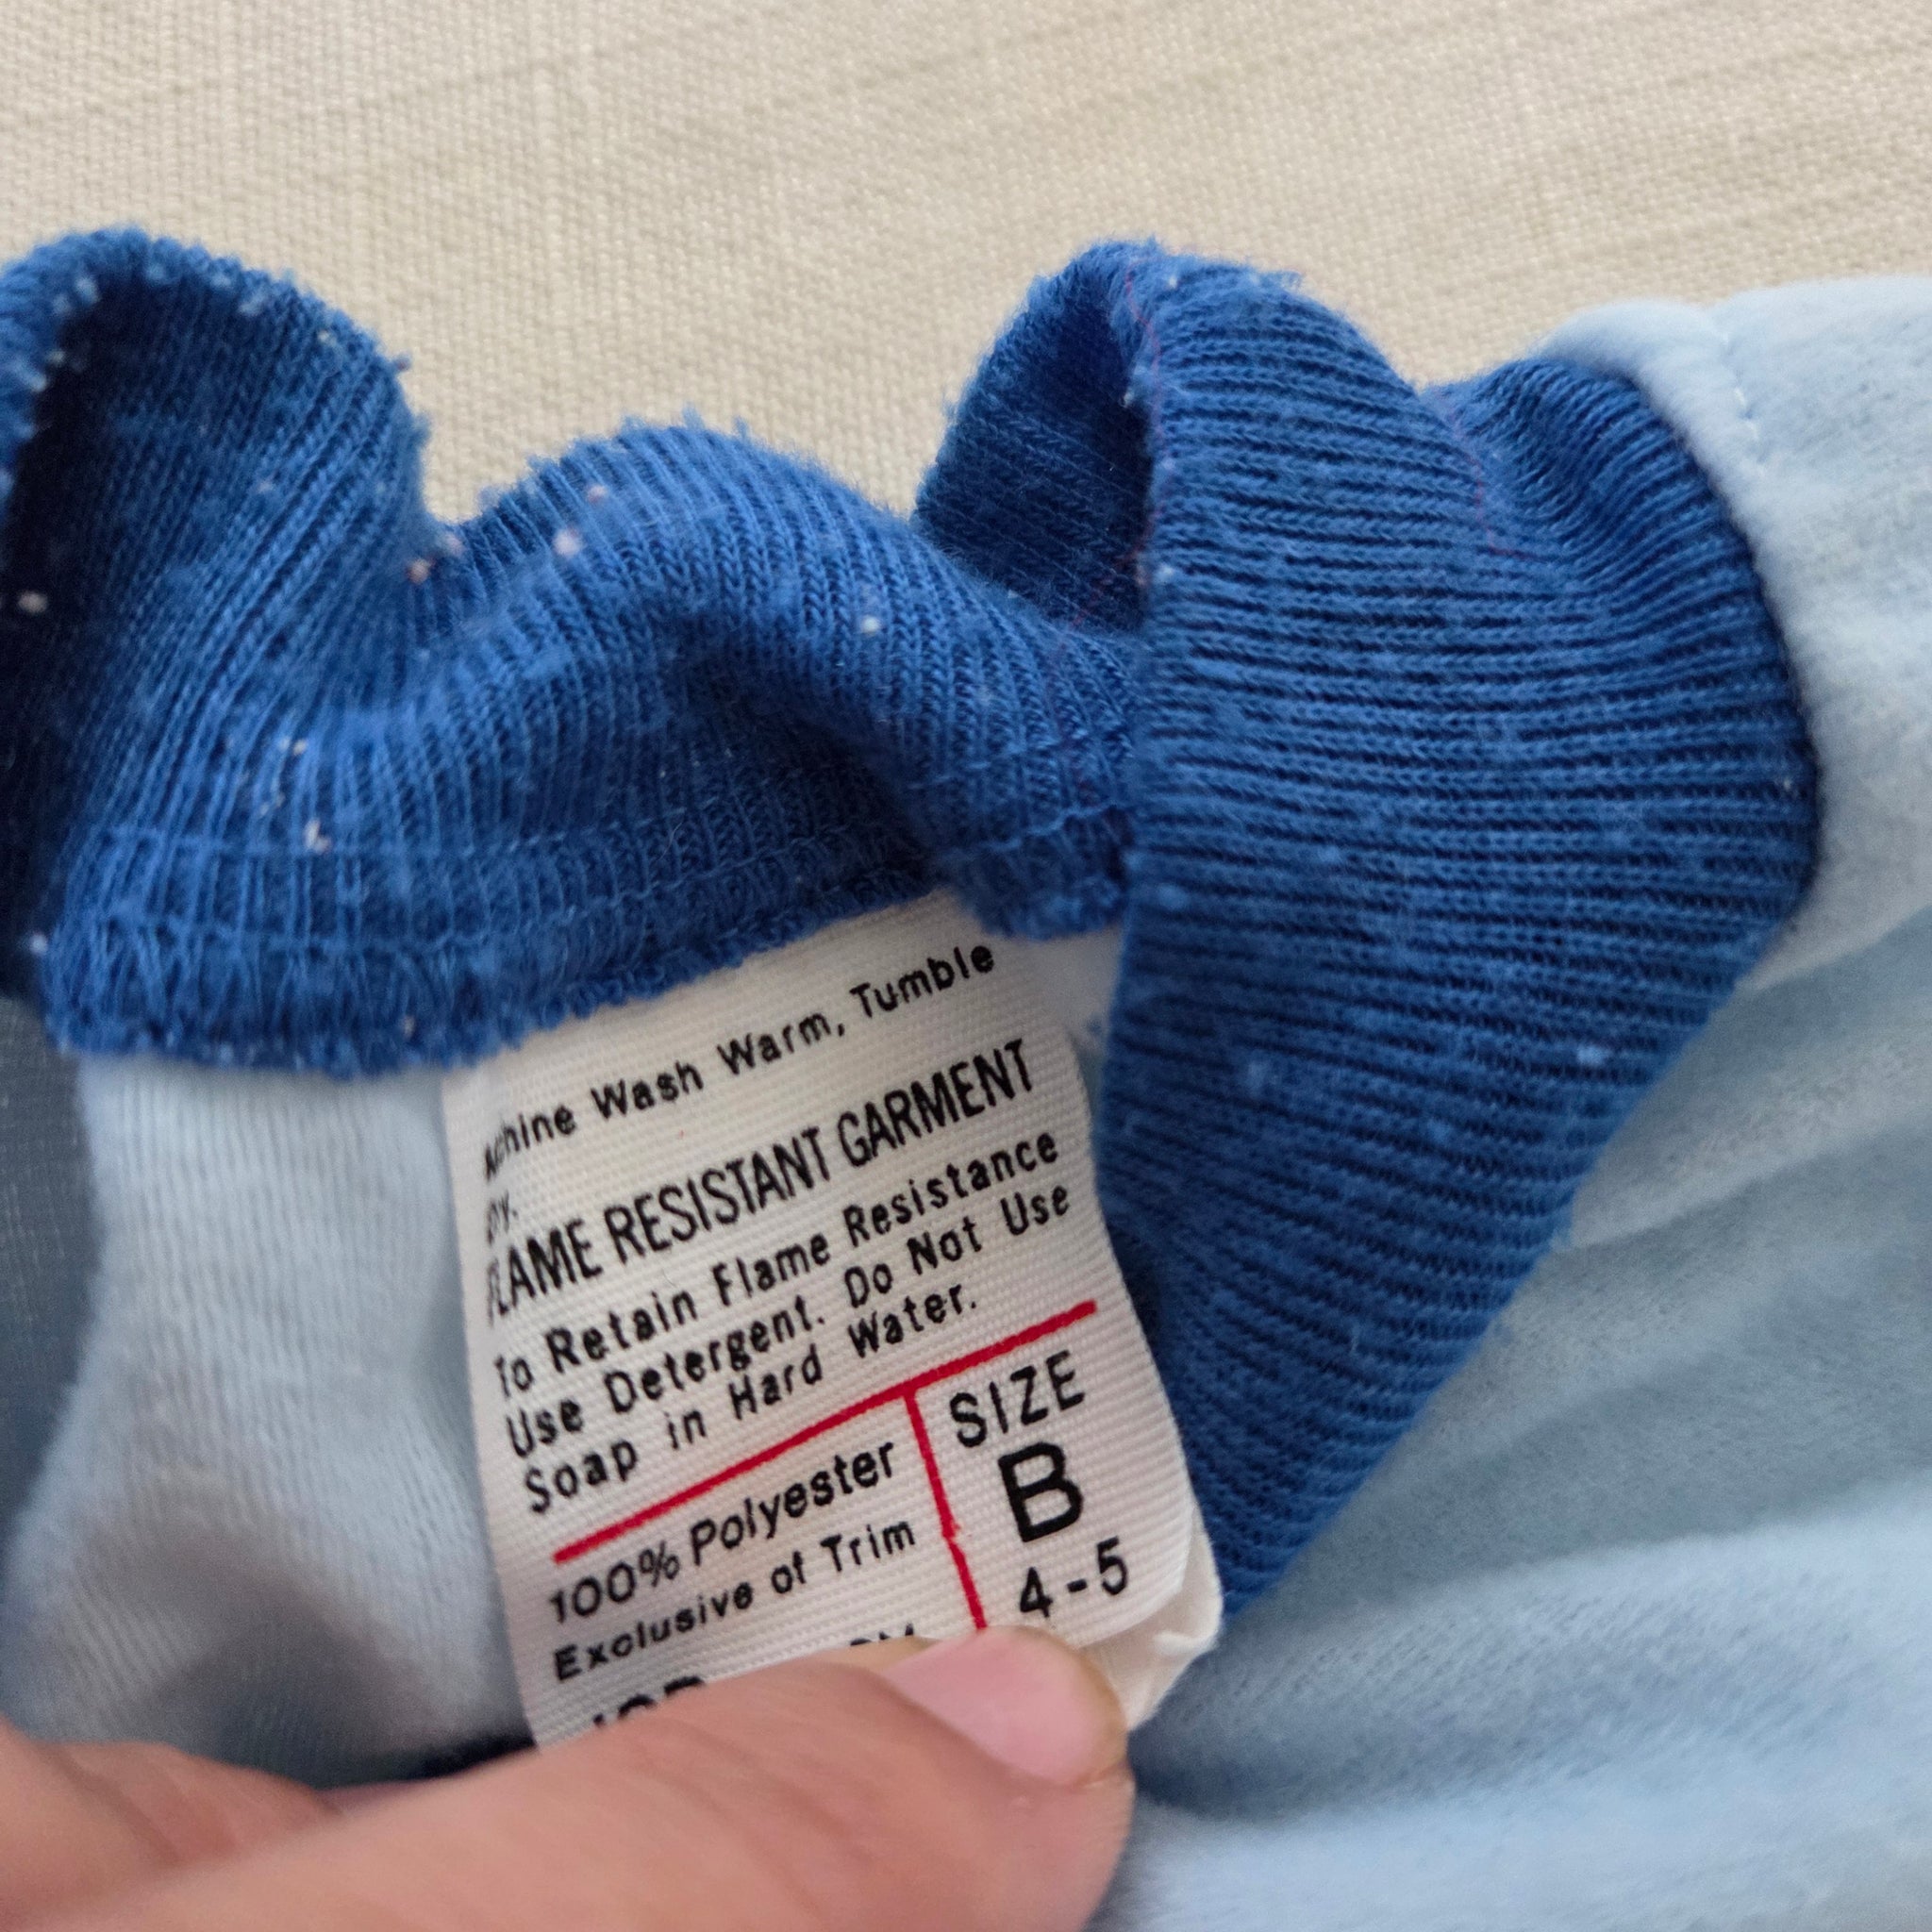 Machine Wash Warm, Tumble
Dry.
FLAME RESISTANT GARMENT
To Retain Flame Resistance
Use Detergent. Do Not Use
Soap in Hard Water.
100% Polyester
Exclusive of Trim
SIZE
B
4-5